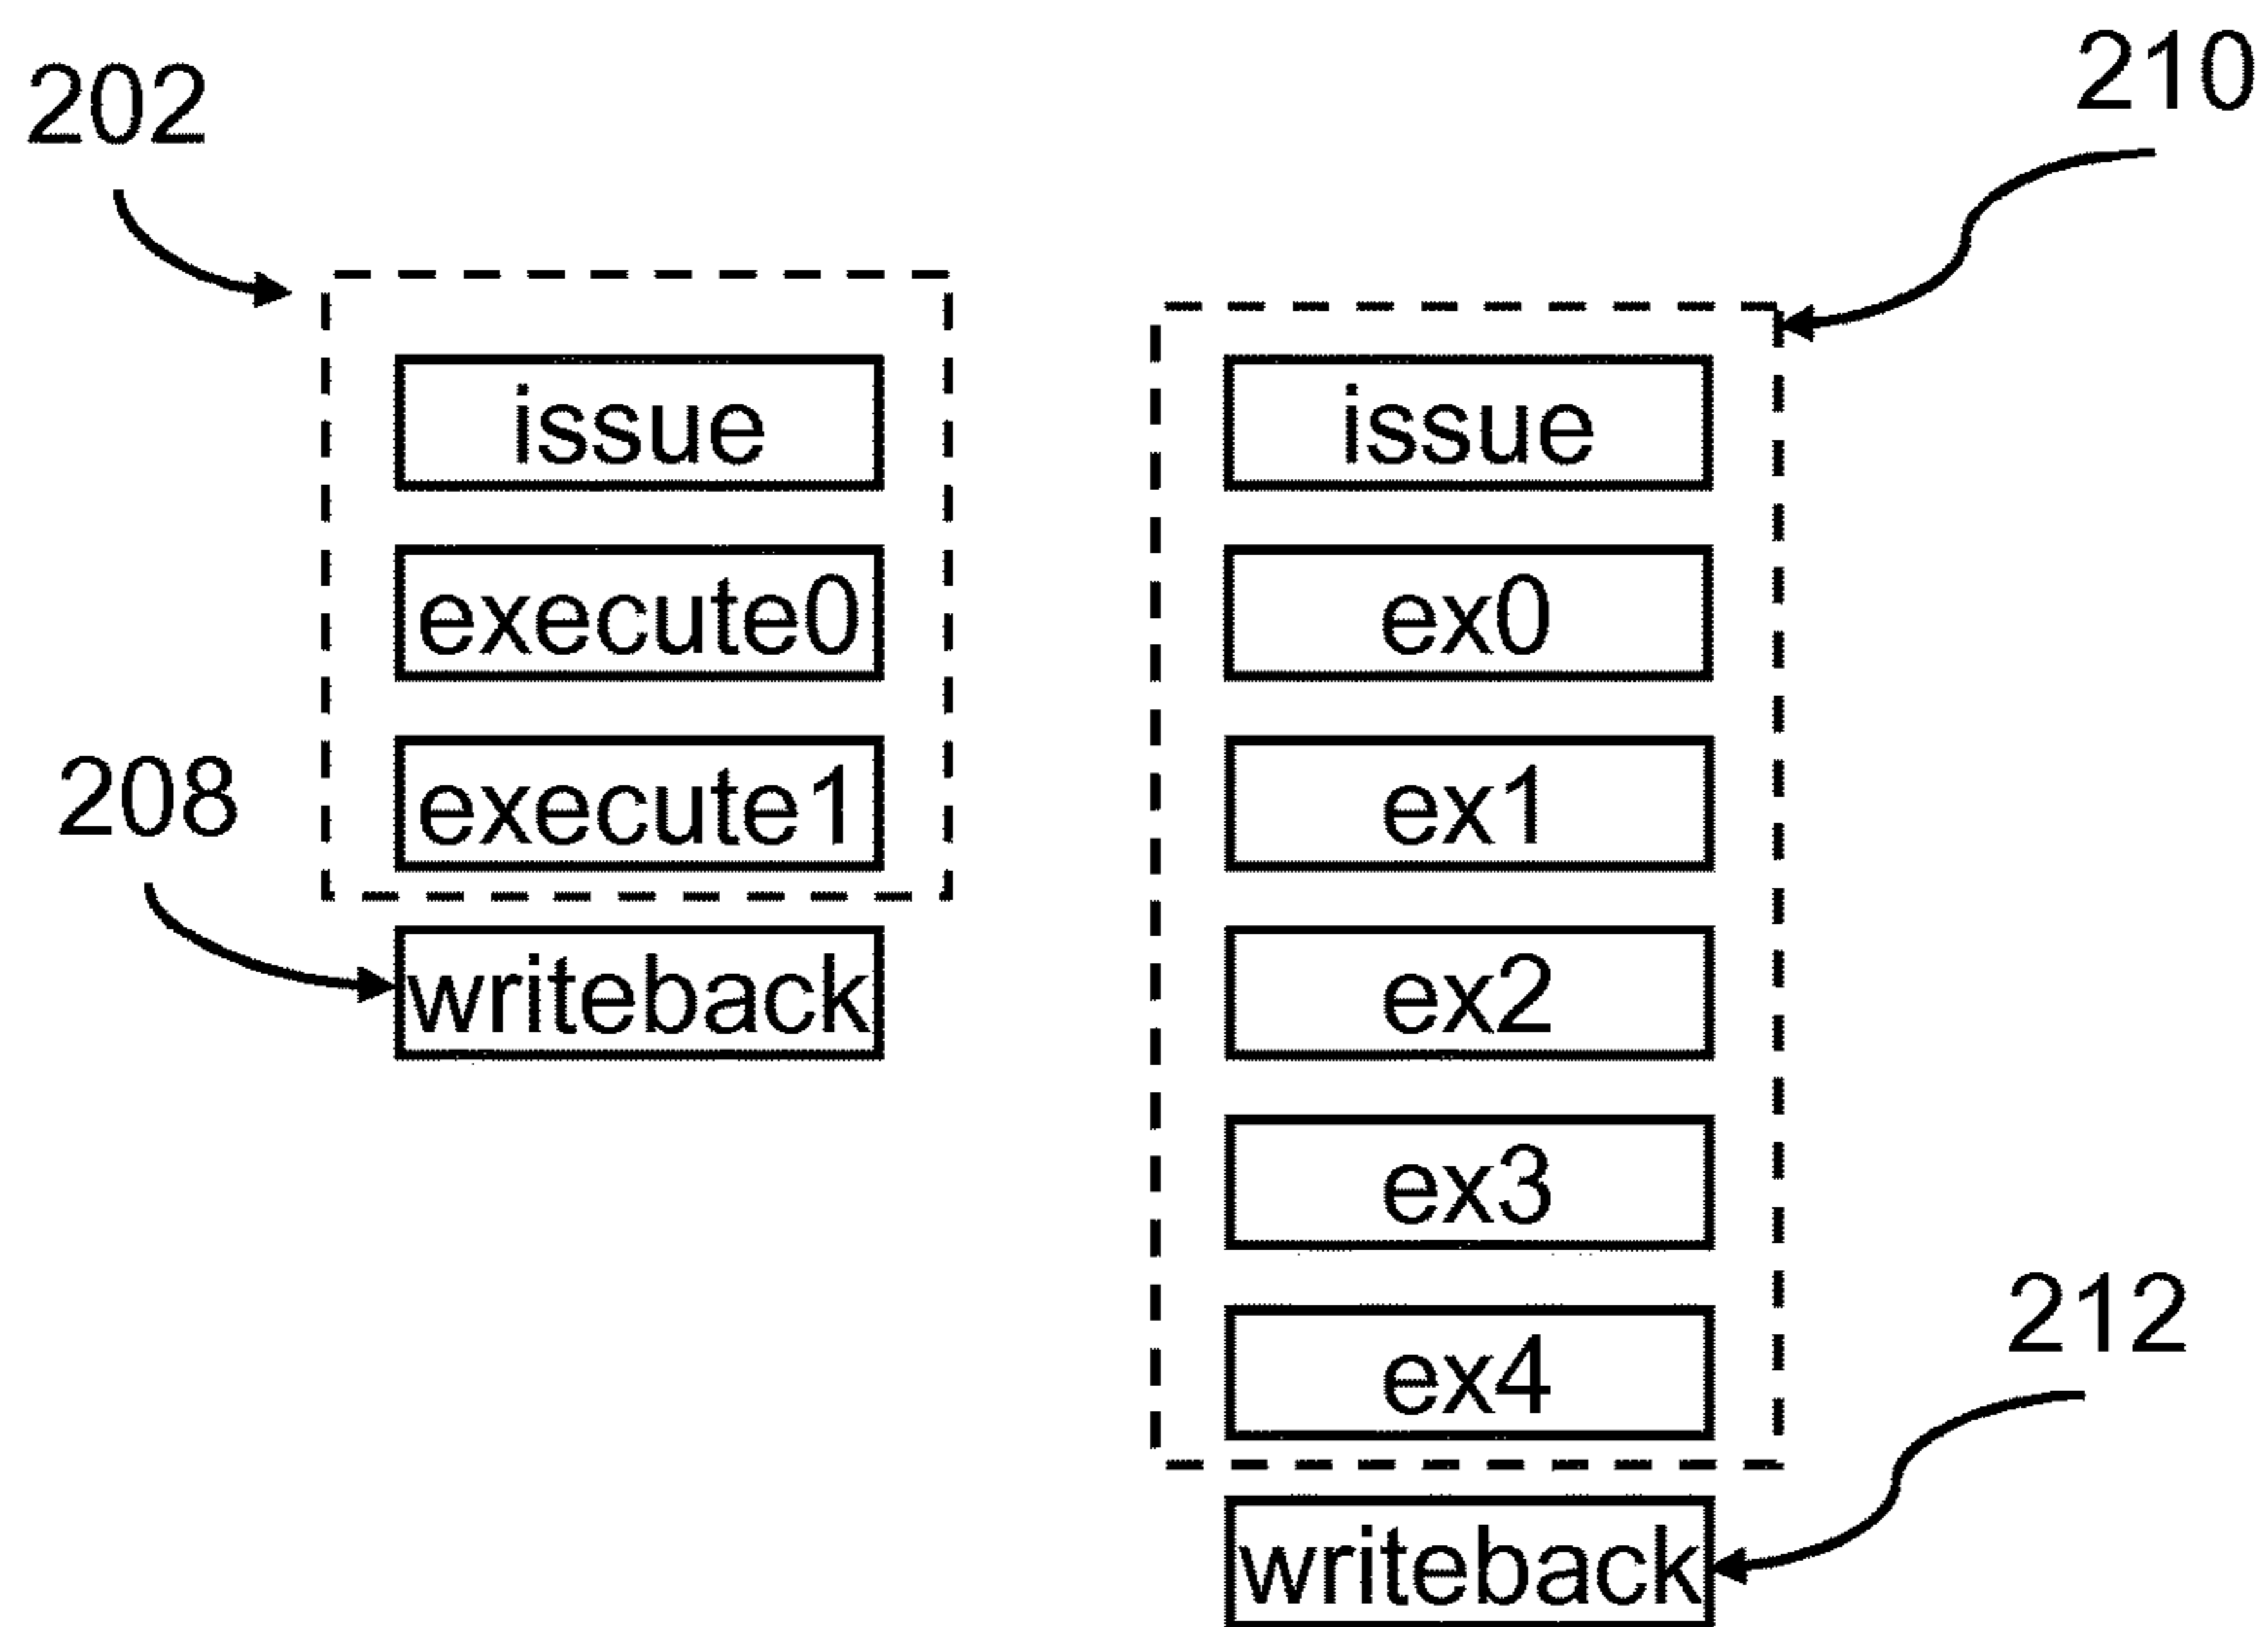 202
210
issue
execute0
execute1
208
writeback
issue
ex0
ex1
ex2
ex3
ex4
212
writeback